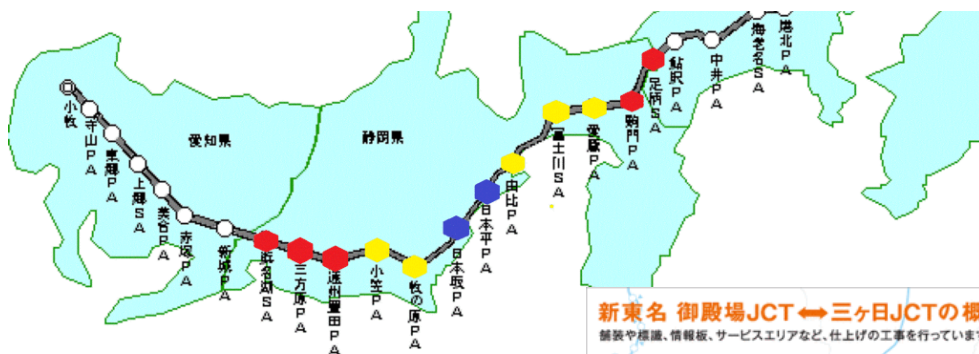 小牧
守山PA
東郷PA
上郷SA
美合PA
赤塚PA
新城PA
愛知県
浜名湖SA
三方原PA
遠州豊田PA
小笠PA
牧の原PA
静岡県
日本坂PA
日本平PA
由比PA
富士川SA
愛鷹PA
駒門PA
足柄SA
鮎沢PA
中井PA
海老名SA
港北PA
新東名 御殿場JCT⇔三ヶ日JCTの概
舗装や標識、情報板、サービスエリアなど、仕上げの工事を行っています